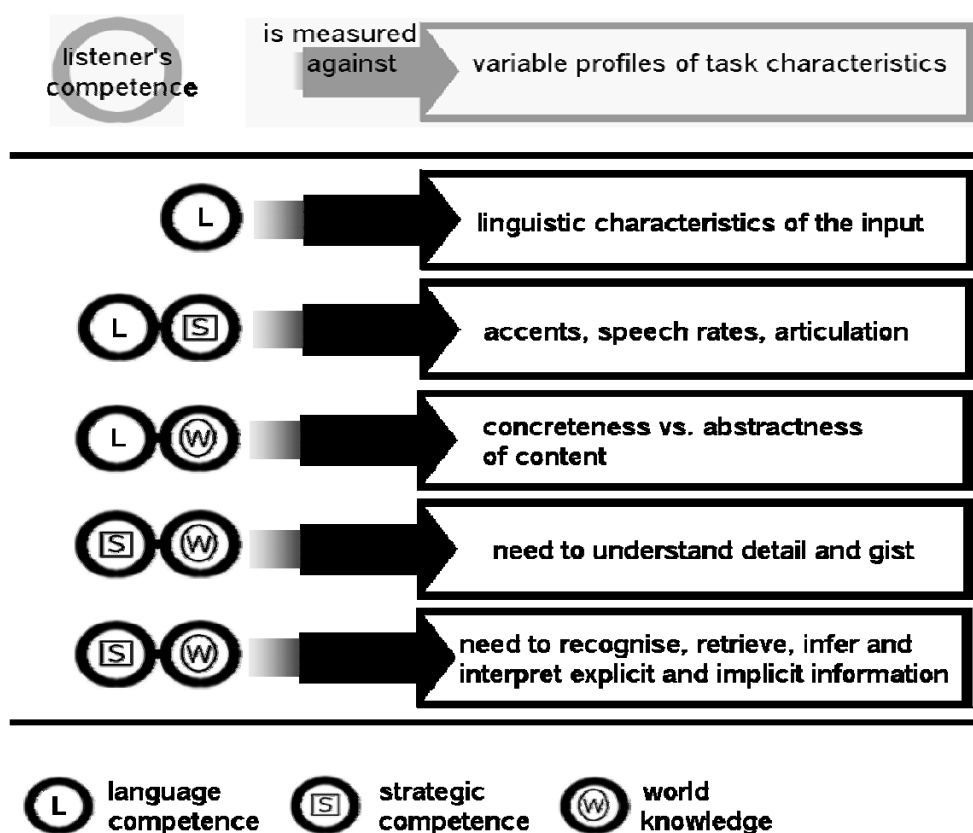 listener's
competence
is measured
against
variable profiles of task characteristics
L
linguistic characteristics of the input
L S
accents, speech rates, articulation
L W
concreteness vs. abstractness
of content
S W
need to understand detail and gist
S W
need to recognise, retrieve, infer and
interpret explicit and implicit information
L
language
competence
S
strategic
competence
W
world
knowledge